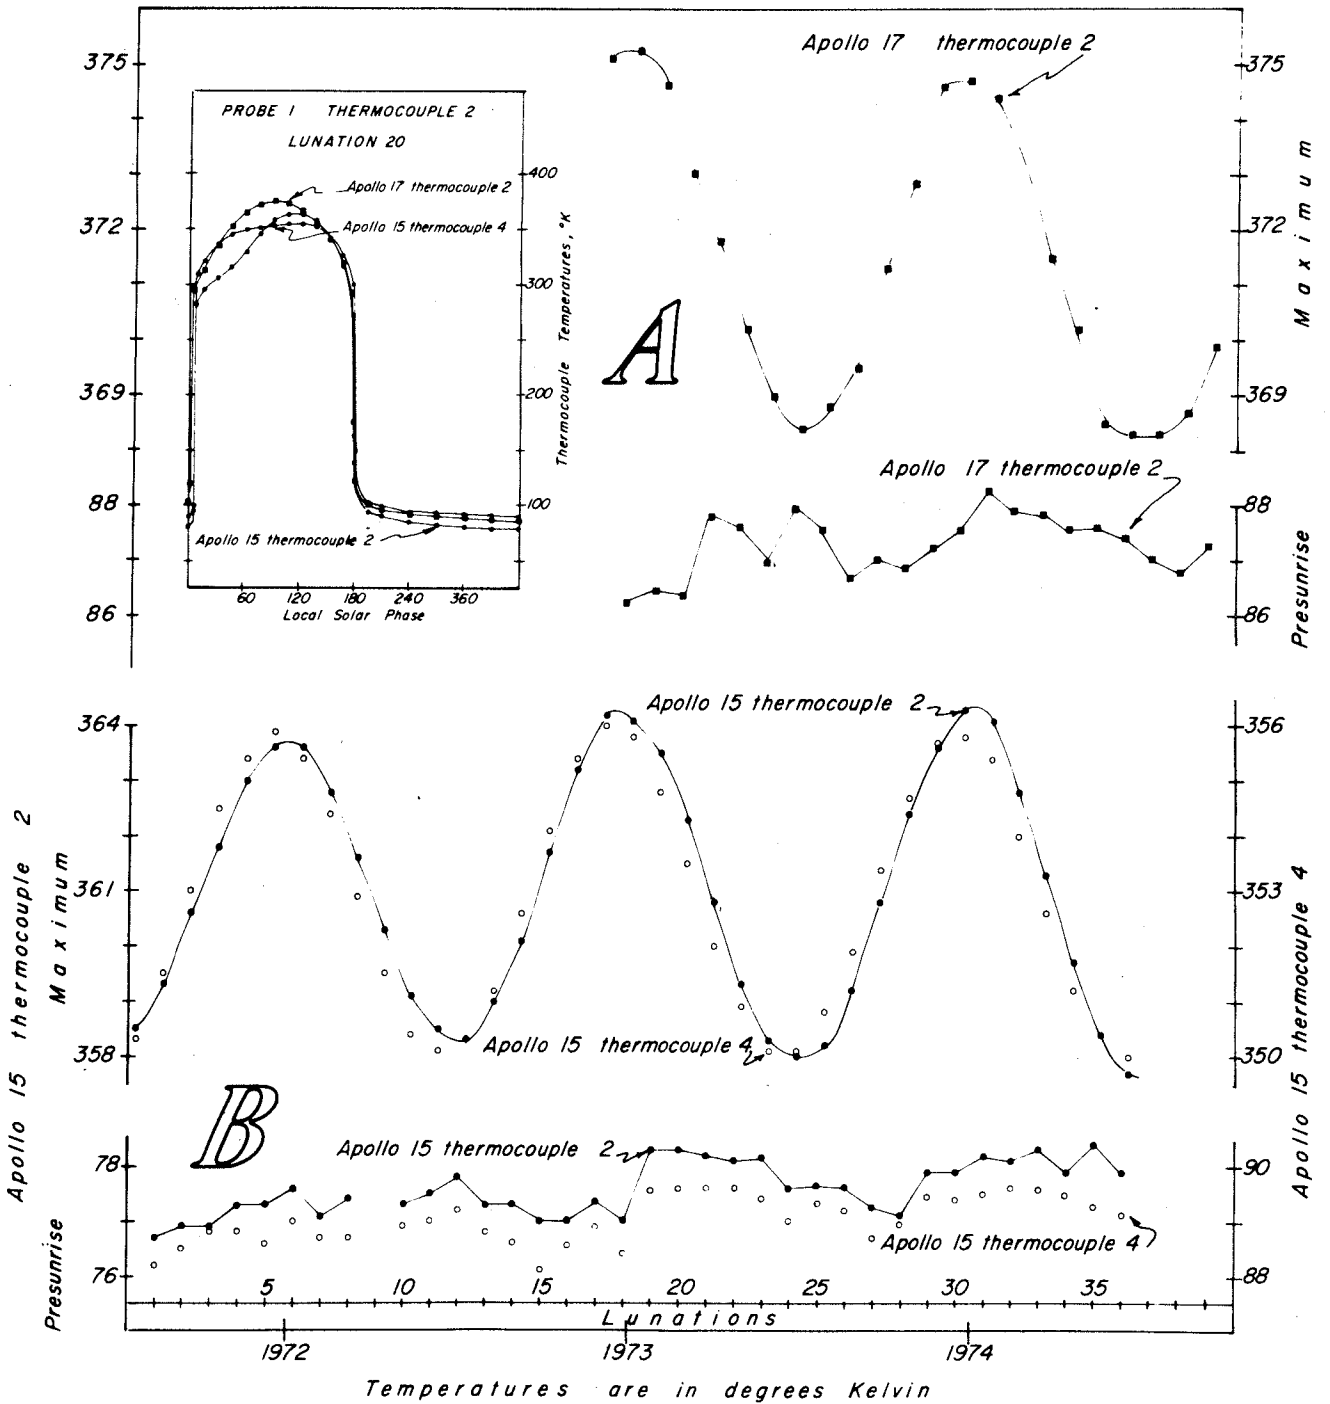 Apollo 17 thermocouple 2
375
375
PROBE 1 THERMOCOUPLE 2
LUNATION 20
400
Apollo 17 thermocouple 2
Apollo 15 thermocouple 4
372
372
Maximum
300
Thermocouple Temperatures, °K
A
369
369
200
Apollo 17 thermocouple 2
88
88
100
Apollo 15 thermocouple 2
Presunrise
60 120 180 240 360
Local Solar Phase
86
86
Apollo 15 thermocouple 2
364
356
Apollo 15 thermocouple 2
Maximum
361
353
Apollo 15 thermocouple 4
Apollo 15 thermocouple 4
358
350
B
Apollo 15 thermocouple 2
78
90
Presunrise
Apollo 15 thermocouple 4
76
88
5 10 15 20 25 30 35
Lunations
1972 1973 1974
Temperatures are in degrees Kelvin